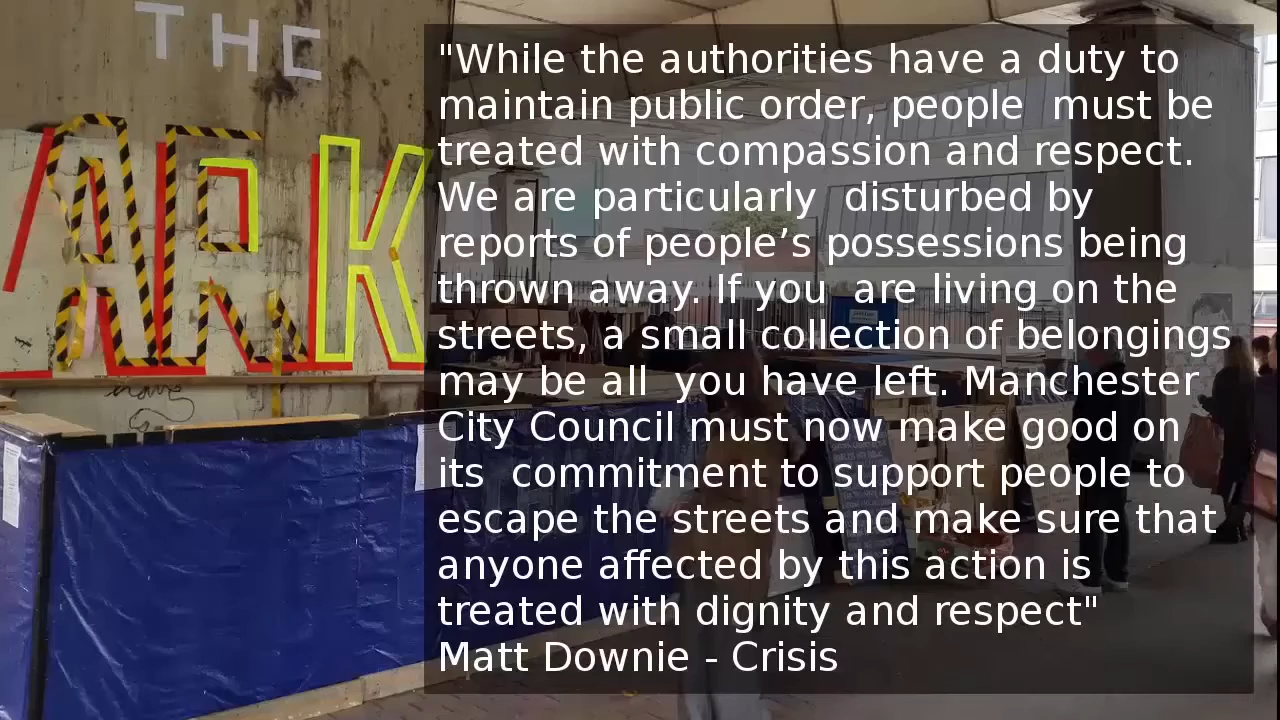 THE
ARK
"While the authorities have a duty to
maintain public order, people  must be
treated with compassion and respect.
We are particularly  disturbed by
reports of people’s possessions being
thrown away. If you  are living on the
streets, a small collection of belongings
may be all  you have left. Manchester
City Council must now make good on
its  commitment to support people to
escape the streets and make sure that
anyone affected by this action is
treated with dignity and respect"
Matt Downie - Crisis